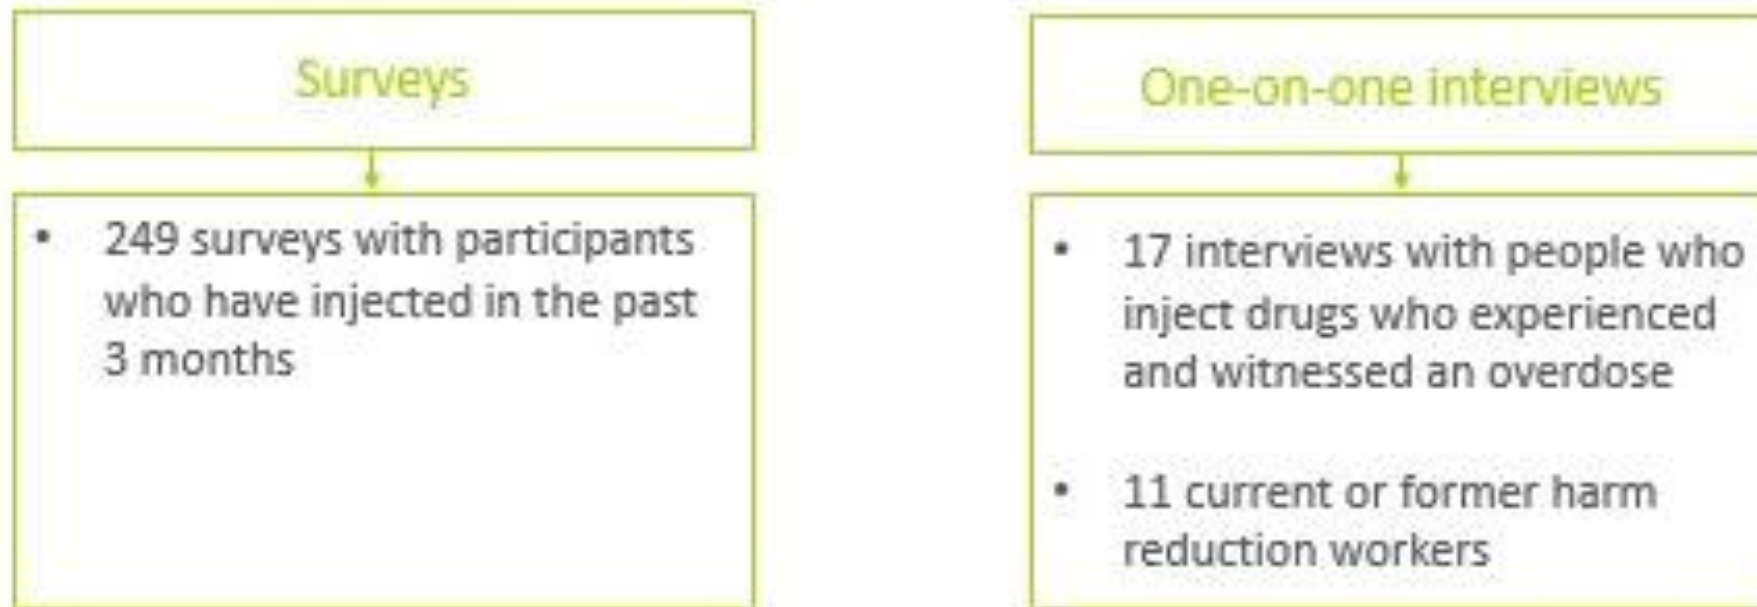 Surveys
• 249 surveys with participants
who have injected in the past
3 months
One-on-one interviews
• 17 interviews with people who
inject drugs who experienced
and witnessed an overdose
• 11 current or former harm
reduction workers